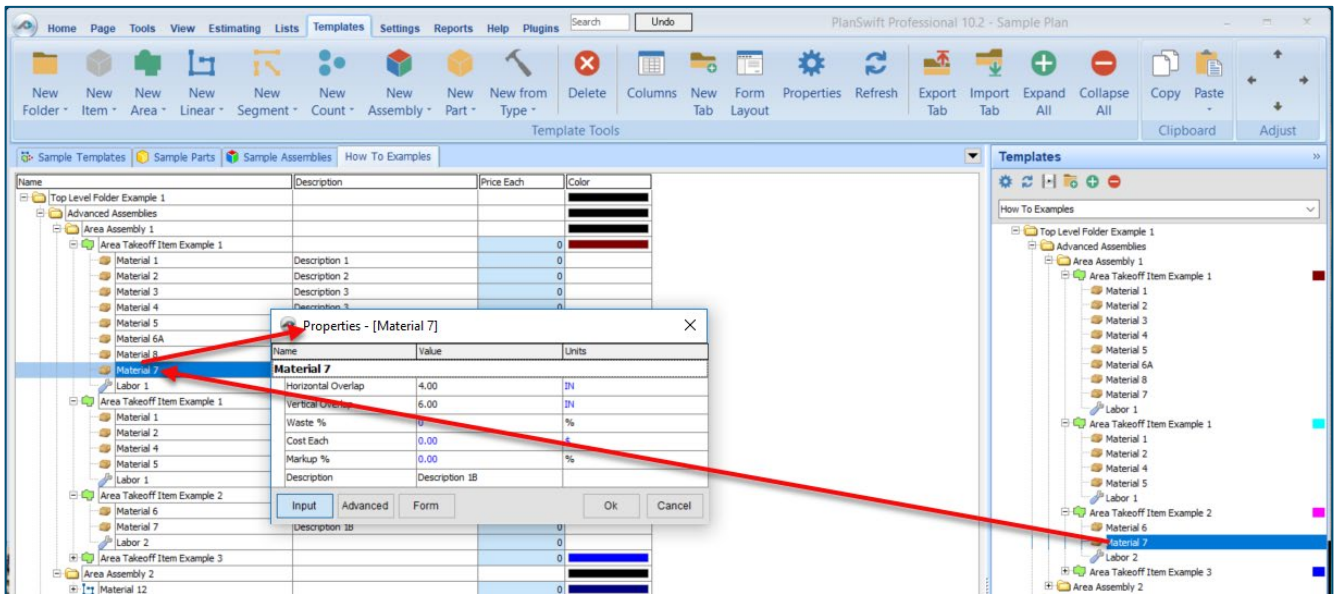 Home Page Tools View Estimating Lists Templates Settings Reports Help Plugins Search Undo PlanSwift Professional 10.2 - Sample Plan
New Folder New Item New Area New Linear New Segment New Count New Assembly New Part New from Type Delete Columns New Tab Form Layout Properties Refresh Export Tab Import Tab Expand All Collapse All Copy Paste
Template Tools Clipboard Adjust
Sample Templates Sample Parts Sample Assemblies How To Examples
Name Description Price Each Color
Top Level Folder Example 1
Advanced Assemblies
Area Assembly 1
Area Takeoff Item Example 1 0
Material 1 Description 1 0
Material 2 Description 2 0
Material 3 Description 3 0
Material 4 Description 3 0
Material 5
Material 6A
Material 8
Material 7
Labor 1
Area Takeoff Item Example 1
Material 1
Material 2
Material 4
Material 5
Labor 1
Area Takeoff Item Example 2
Material 6
Material 7 Description 1B 0
Labor 2 0
Area Takeoff Item Example 3 0
Area Assembly 2
Material 12 0
Properties - [Material 7]
Name Value Units
Material 7
Horizontal Overlap 4.00 IN
Vertical Overlap 6.00 IN
Waste % 0 %
Cost Each 0.00 $
Markup % 0.00 %
Description Description 1B
Input Advanced Form Ok Cancel
Templates
How To Examples
Top Level Folder Example 1
Advanced Assemblies
Area Assembly 1
Area Takeoff Item Example 1
Material 1
Material 2
Material 3
Material 4
Material 5
Material 6A
Material 8
Material 7
Labor 1
Area Takeoff Item Example 1
Material 1
Material 2
Material 4
Material 5
Labor 1
Area Takeoff Item Example 2
Material 6
Material 7
Labor 2
Area Takeoff Item Example 3
Area Assembly 2